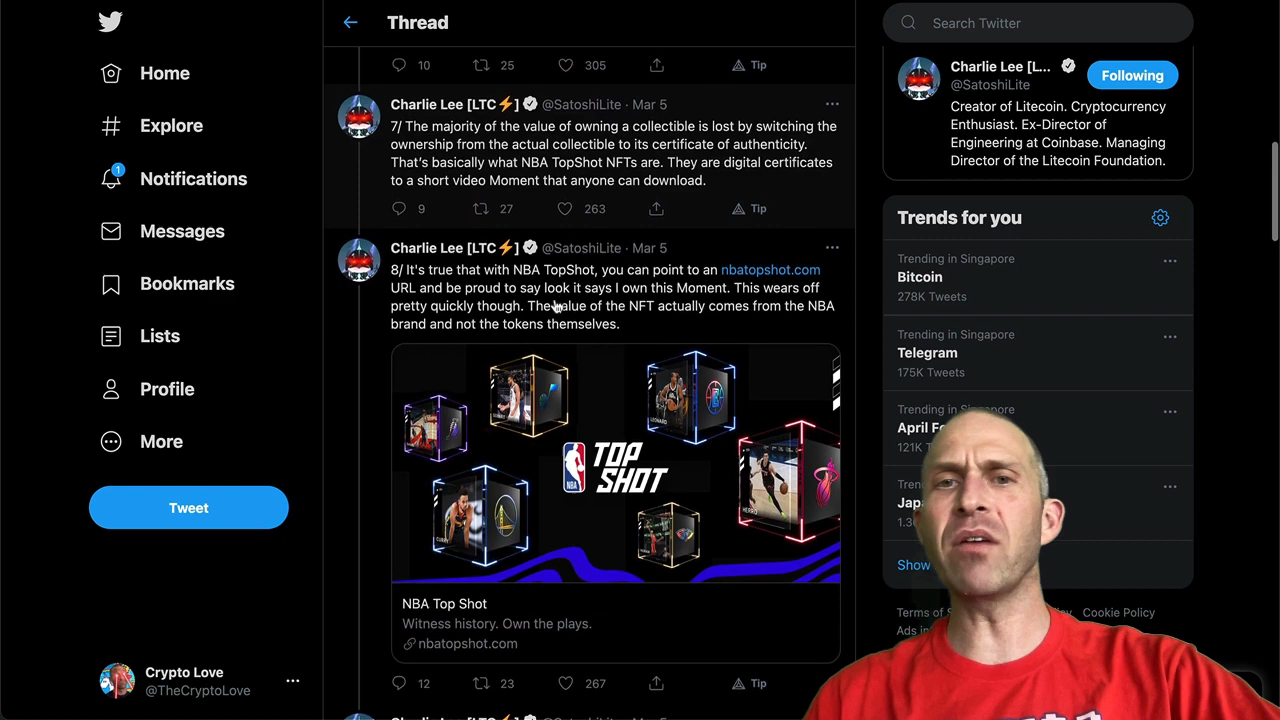 Home
Explore
1
Notifications
Messages
Bookmarks
Lists
Profile
More
Tweet
Crypto Love
@TheCryptoLove
Thread
10 25 305 Tip
Charlie Lee [LTC⚡] @SatoshiLite · Mar 5
7/ The majority of the value of owning a collectible is lost by switching the
ownership from the actual collectible to its certificate of authenticity.
That's basically what NBA TopShot NFTs are. They are digital certificates
to a short video Moment that anyone can download.
9 27 263 Tip
Charlie Lee [LTC⚡] @SatoshiLite · Mar 5
8/ It's true that with NBA TopShot, you can point to an nbatopshot.com
URL and be proud to say look it says I own this Moment. This wears off
pretty quickly though. The value of the NFT actually comes from the NBA
brand and not the tokens themselves.
LEONARD
HERRO
CURRY
NBA
TOP
SHOT
NBA Top Shot
Witness history. Own the plays.
nbatopshot.com
12 23 267 Tip
Search Twitter
Charlie Lee [L...
@SatoshiLite
Following
Creator of Litecoin. Cryptocurrency
Enthusiast. Ex-Director of
Engineering at Coinbase. Managing
Director of the Litecoin Foundation.
Trends for you
Trending in Singapore
Bitcoin
278K Tweets
Trending in Singapore
Telegram
175K Tweets
Trending in Singapore
April
121K
Show
Terms of
Cookie Policy
Ads